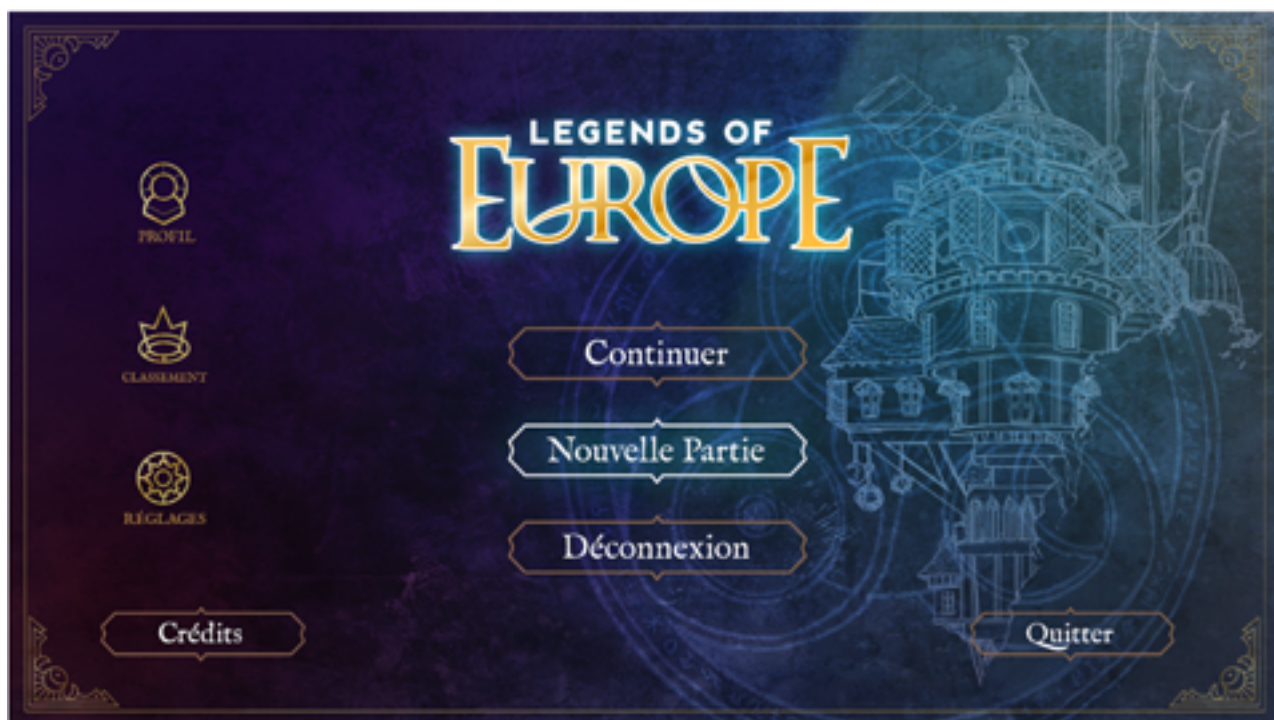 LEGENDS OF
EUROPE
PROFIL
CLASSEMENT
RÉGLAGES
Continuer
Nouvelle Partie
Déconnexion
Crédits
Quitter